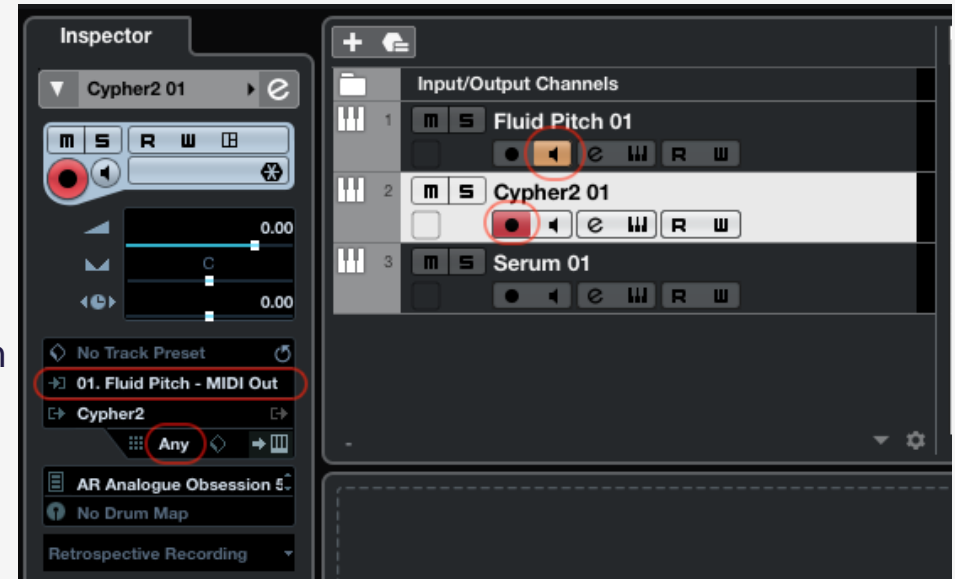 Inspector
Cypher2 01
m S R W
0.00
C
0.00
No Track Preset
01. Fluid Pitch - MIDI Out
Cypher2
Any
AR Analogue Obsession 5
No Drum Map
Retrospective Recording
Input/Output Channels
1 m S Fluid Pitch 01
e R W
2 m S Cypher2 01
e R W
3 m S Serum 01
e R W
-
n